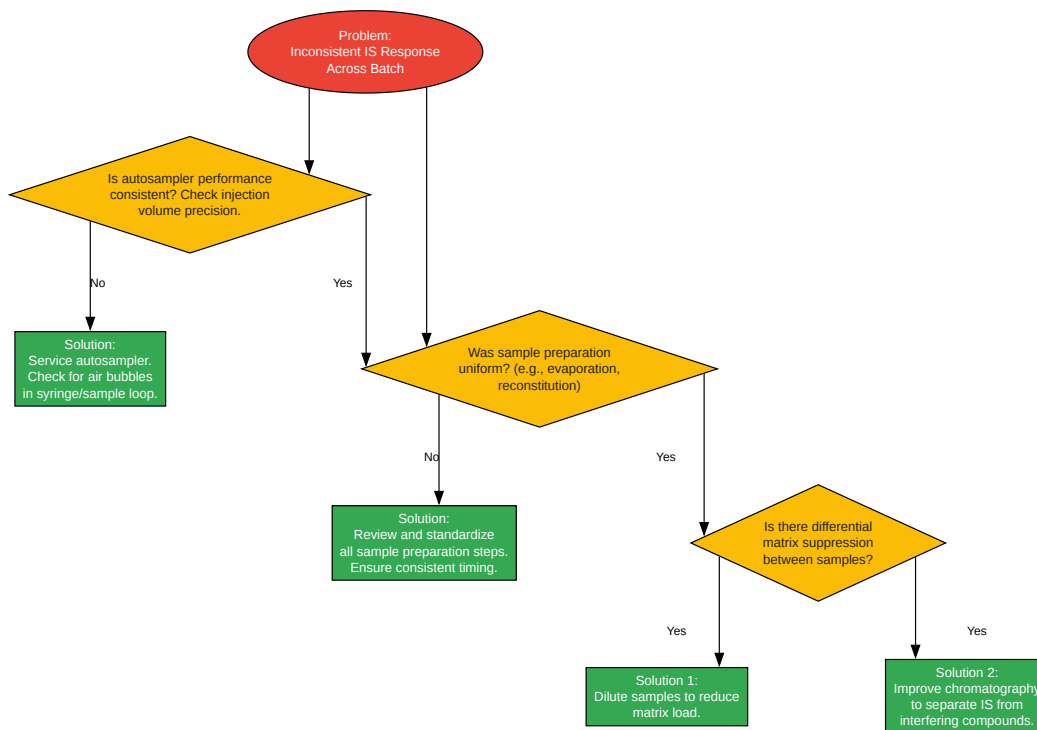 Problem:
Inconsistent IS Response
Across Batch
Is autosampler performance
consistent? Check injection
volume precision.
No
Yes
Solution:
Service autosampler.
Check for air bubbles
in syringe/sample loop.
Was sample preparation
uniform? (e.g., evaporation,
reconstitution)
No
Yes
Solution:
Review and standardize
all sample preparation steps.
Ensure consistent timing.
Is there differential
matrix suppression
between samples?
Yes
Yes
Solution 1:
Dilute samples to reduce
matrix load.
Solution 2:
Improve chromatography
to separate IS from
interfering compounds.